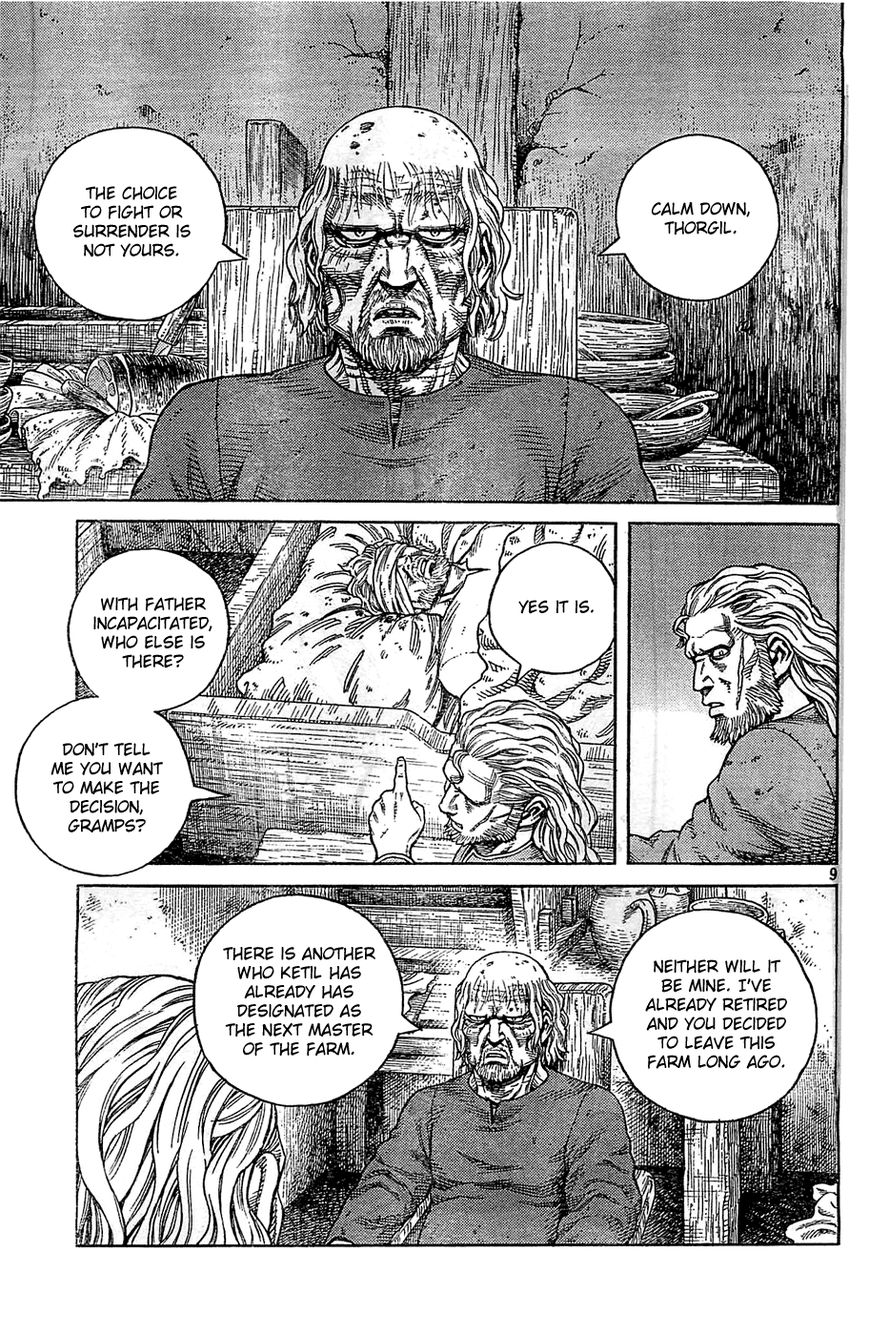 CALM DOWN,
THORGIL.
THE CHOICE
TO FIGHT OR
SURRENDER IS
NOT YOURS.
YES IT IS.
WITH FATHER
INCAPACITATED,
WHO ELSE IS
THERE?
DON'T TELL
ME YOU WANT
TO MAKE THE
DECISION,
GRAMPS?
9
NEITHER WILL IT
BE MINE. I'VE
ALREADY RETIRED
AND YOU DECIDED
TO LEAVE THIS
FARM LONG AGO.
THERE IS ANOTHER
WHO KETIL HAS
ALREADY HAS
DESIGNATED AS
THE NEXT MASTER
OF THE FARM.